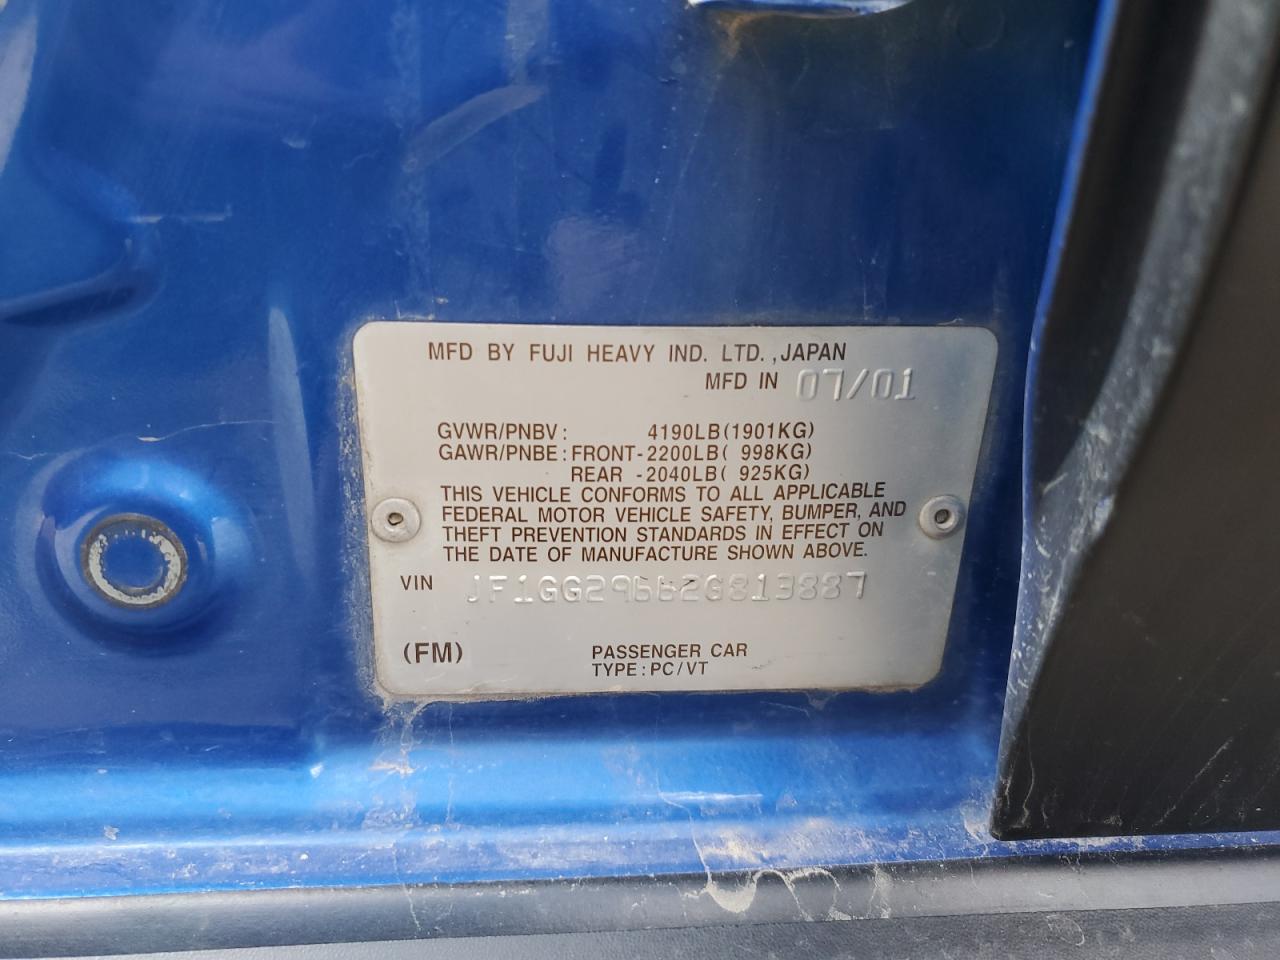 MFD BY FUJI HEAVY IND. LTD., JAPAN
MFD IN 07/01
GVWR/PNBV: 4190LB(1901KG)
GAWR/PNBE: FRONT-2200LB( 998KG)
REAR -2040LB( 925KG)
THIS VEHICLE CONFORMS TO ALL APPLICABLE
FEDERAL MOTOR VEHICLE SAFETY, BUMPER, AND
THEFT PREVENTION STANDARDS IN EFFECT ON
THE DATE OF MANUFACTURE SHOWN ABOVE.
VIN JF1GG29662G813887
(FM) PASSENGER CAR
TYPE: PC/VT